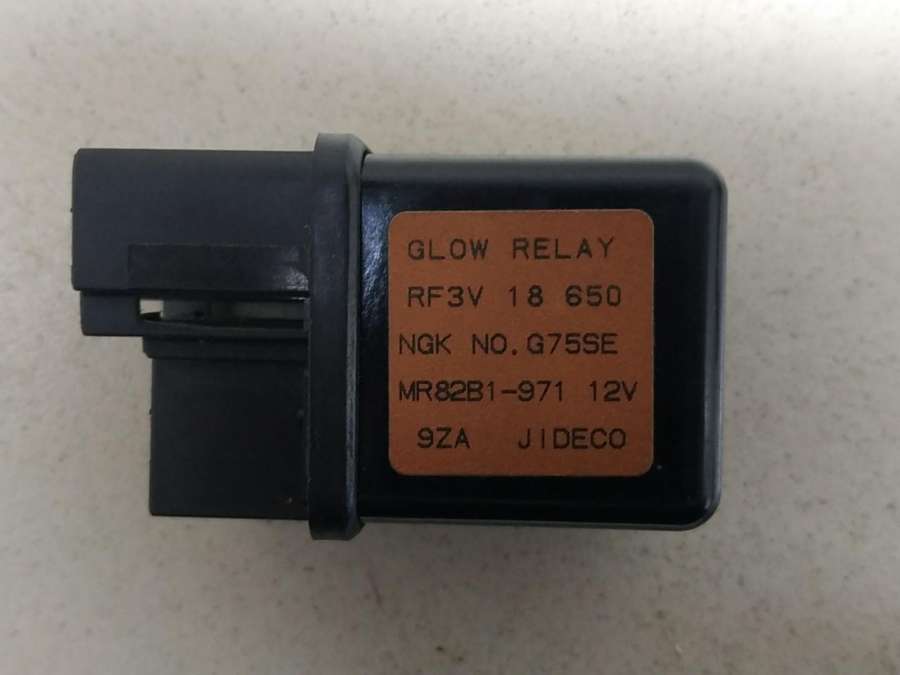 GLOW RELAY
RF3V 18 650
NGK NO.G75SE
MR82B1-971 12V
9ZA JIDECO